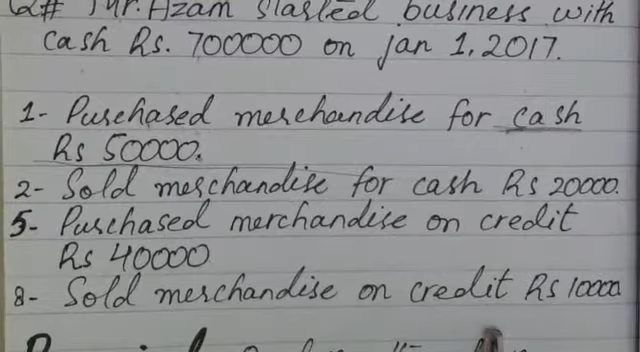 Q# Mr. Azam started business with
cash Rs. 700000 on jan 1, 2017.
1- Purchased merchandise for cash
Rs 50000.
2- Sold merchandise for cash Rs 20000.
5- Purchased merchandise on credit
Rs 40000
8- Sold merchandise on credit Rs 10000